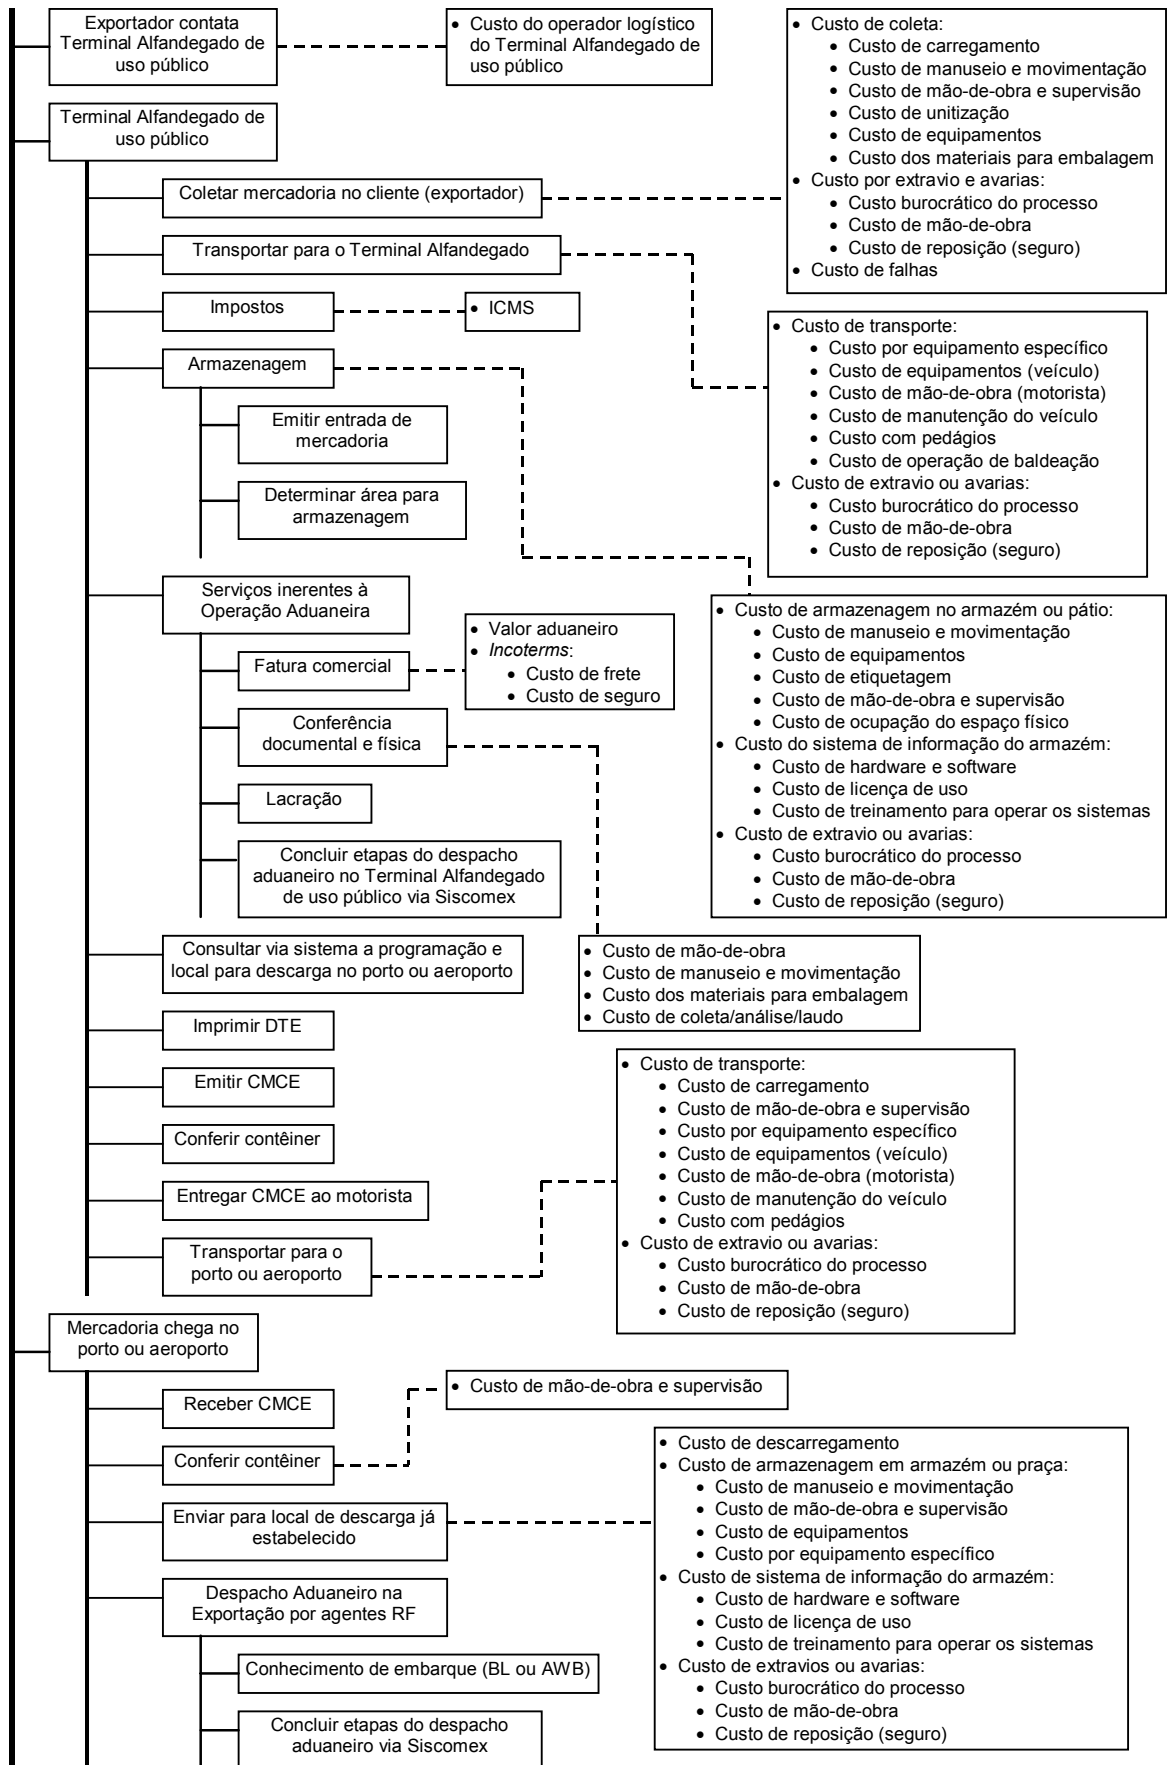 Exportador contata
Terminal Alfandegado de
uso público
• Custo do operador logístico
do Terminal Alfandegado de
uso público
• Custo de coleta:
• Custo de carregamento
• Custo de manuseio e movimentação
• Custo de mão-de-obra e supervisão
• Custo de unitização
• Custo de equipamentos
• Custo dos materiais para embalagem
• Custo por extravio e avarias:
• Custo burocrático do processo
• Custo de mão-de-obra
• Custo de reposição (seguro)
• Custo de falhas
Terminal Alfandegado de
uso público
Coletar mercadoria no cliente (exportador)
Transportar para o Terminal Alfandegado
Impostos
• ICMS
• Custo de transporte:
• Custo por equipamento específico
• Custo de equipamentos (veículo)
• Custo de mão-de-obra (motorista)
• Custo de manutenção do veículo
• Custo com pedágios
• Custo de operação de baldeação
• Custo de extravio ou avarias:
• Custo burocrático do processo
• Custo de mão-de-obra
• Custo de reposição (seguro)
Armazenagem
Emitir entrada de
mercadoria
Determinar área para
armazenagem
• Custo de armazenagem no armazém ou pátio:
• Custo de manuseio e movimentação
• Custo de equipamentos
• Custo de etiquetagem
• Custo de mão-de-obra e supervisão
• Custo de ocupação do espaço físico
• Custo do sistema de informação do armazém:
• Custo de hardware e software
• Custo de licença de uso
• Custo de treinamento para operar os sistemas
• Custo de extravio ou avarias:
• Custo burocrático do processo
• Custo de mão-de-obra
• Custo de reposição (seguro)
Serviços inerentes à
Operação Aduaneira
Fatura comercial
• Valor aduaneiro
• Incoterms:
• Custo de frete
• Custo de seguro
Conferência
documental e física
Lacração
Concluir etapas do despacho
aduaneiro no Terminal Alfandegado
de uso público via Siscomex
• Custo de mão-de-obra
• Custo de manuseio e movimentação
• Custo dos materiais para embalagem
• Custo de coleta/análise/laudo
Consultar via sistema a programação e
local para descarga no porto ou aeroporto
Imprimir DTE
Emitir CMCE
Conferir contêiner
Entregar CMCE ao motorista
Transportar para o
porto ou aeroporto
• Custo de transporte:
• Custo de carregamento
• Custo de mão-de-obra e supervisão
• Custo por equipamento específico
• Custo de equipamentos (veículo)
• Custo de mão-de-obra (motorista)
• Custo de manutenção do veículo
• Custo com pedágios
• Custo de extravio ou avarias:
• Custo burocrático do processo
• Custo de mão-de-obra
• Custo de reposição (seguro)
Mercadoria chega no
porto ou aeroporto
Receber CMCE
• Custo de mão-de-obra e supervisão
Conferir contêiner
Enviar para local de descarga já
estabelecido
• Custo de descarregamento
• Custo de armazenagem em armazém ou praça:
• Custo de manuseio e movimentação
• Custo de mão-de-obra e supervisão
• Custo de equipamentos
• Custo por equipamento específico
• Custo de sistema de informação do armazém:
• Custo de hardware e software
• Custo de licença de uso
• Custo de treinamento para operar os sistemas
• Custo de extravios ou avarias:
• Custo burocrático do processo
• Custo de mão-de-obra
• Custo de reposição (seguro)
Despacho Aduaneiro na
Exportação por agentes RF
Conhecimento de embarque (BL ou AWB)
Concluir etapas do despacho
aduaneiro via Siscomex